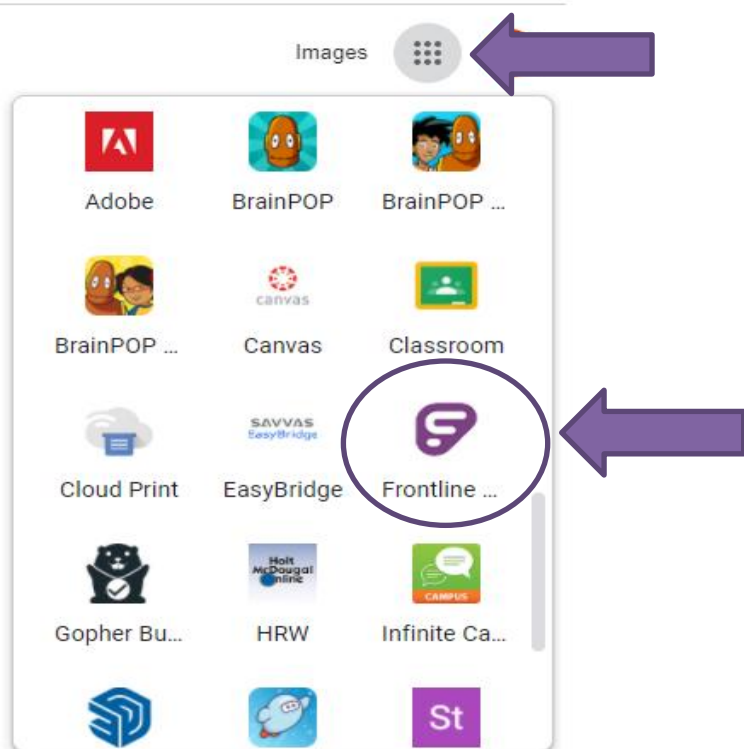 Images
Adobe
BrainPOP
BrainPOP ...
canvas
BrainPOP ...
Canvas
Classroom
SAVVAS
EasyBridge
Cloud Print
EasyBridge
Frontline ...
Holt
McDougal
Online
CAMPUS
Gopher Bu...
HRW
Infinite Ca...
St